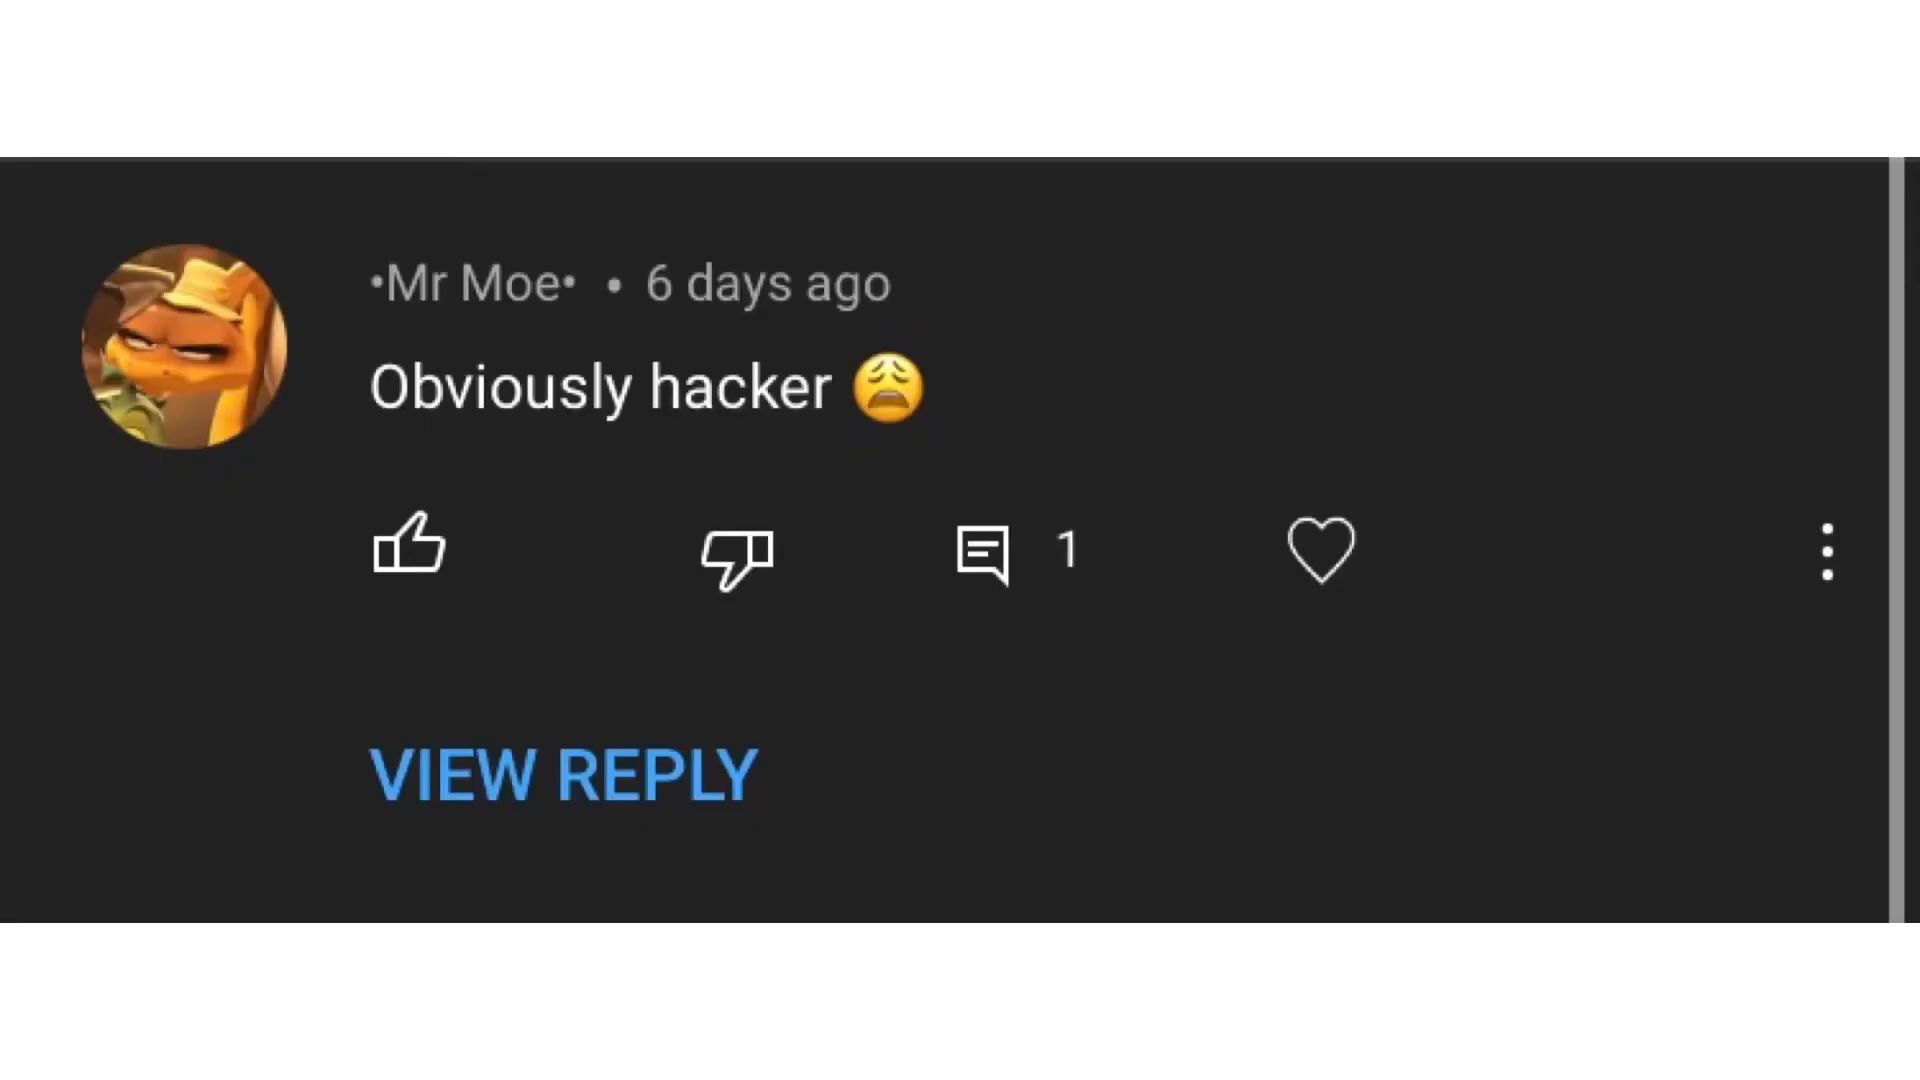 •Mr Moe• • 6 days ago
Obviously hacker 😩
1
VIEW REPLY